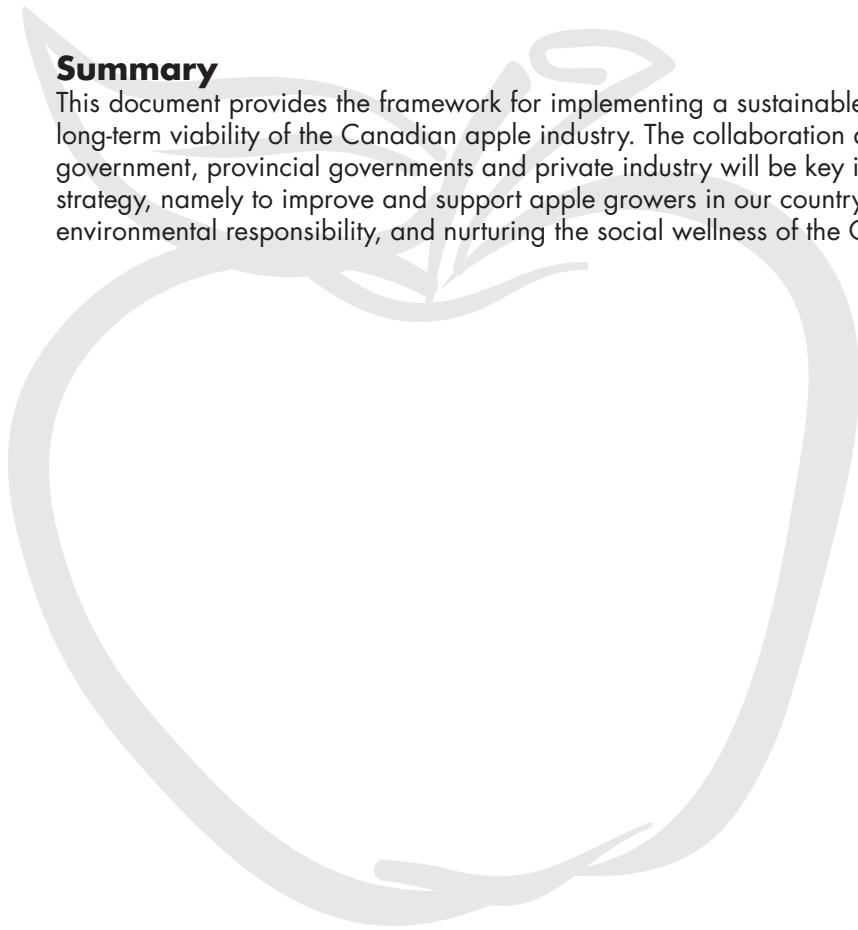 Summary
This document provides the framework for implementing a sustainable
long-term viability of the Canadian apple industry. The collaboration
government, provincial governments and private industry will be key
strategy, namely to improve and support apple growers in our country
environmental responsibility, and nurturing the social wellness of the